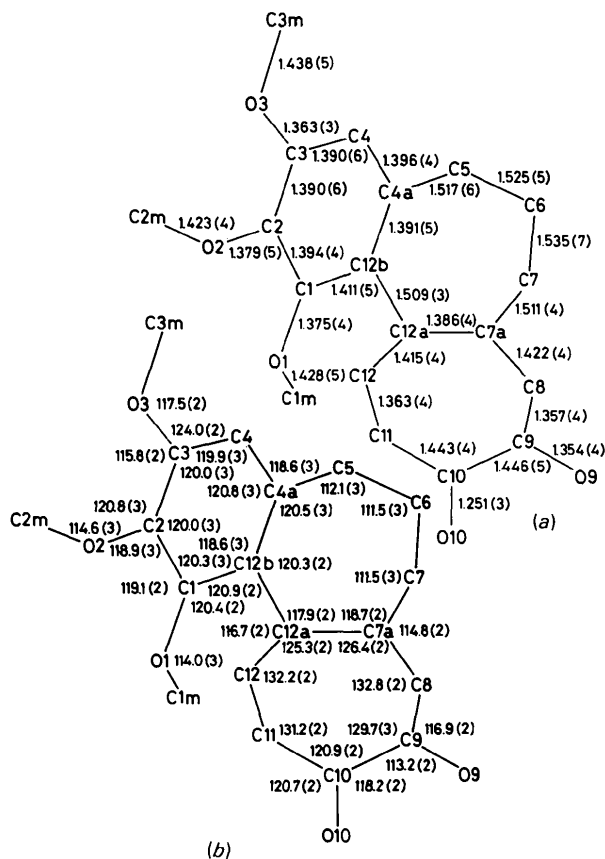 C3m
1.438 (5)
O3
1.363 (3) C4
C3 1.390 (6) 1.396 (4) C5 1.525 (5)
1.390 (6) C4a 1.517 (6) C6
C2m 1.423 (4) C2 1.391 (5)
O2 1.379 (5) 1.394 (4) C12b 1.535 (7)
C1 1.411 (5) C7
1.509 (3) 1.511 (4)
1.375 (4) C12a 1.386 (4) C7a
C3m O1 1.415 (4) 1.422 (4)
1.428 (5) C12 C8
C1m 1.363 (4) 1.357 (4)
O3 117.5 (2) C11 C9 1.354 (4)
124.0 (2) C4 1.443 (4) 1.446 (5) O9
115.8 (2) C3 119.9 (3) 118.6 (3) C5 C10
120.0 (3) 120.8 (3) C4a 112.1 (3) 1.251 (3)
120.8 (3) 120.5 (3) 111.5 (3) C6 (a)
C2m 114.6 (3) C2 120.0 (3) O10
O2 118.9 (3) 118.6 (3)
120.3 (3) C12b 120.3 (2)
119.1 (2) C1 120.9 (2) 111.5 (3) C7
120.4 (2) 117.9 (2) 118.7 (2)
116.7 (2) C12a C7a 114.8 (2)
O1 114.0 (3) 125.3 (2) 126.4 (2)
C12 132.2 (2) 132.8 (2) C8
C1m
C11 131.2 (2) 129.7 (3) 116.9 (2)
120.9 (2) C9
113.2 (2)
120.7 (2) C10 118.2 (2) O9
O10
(b)